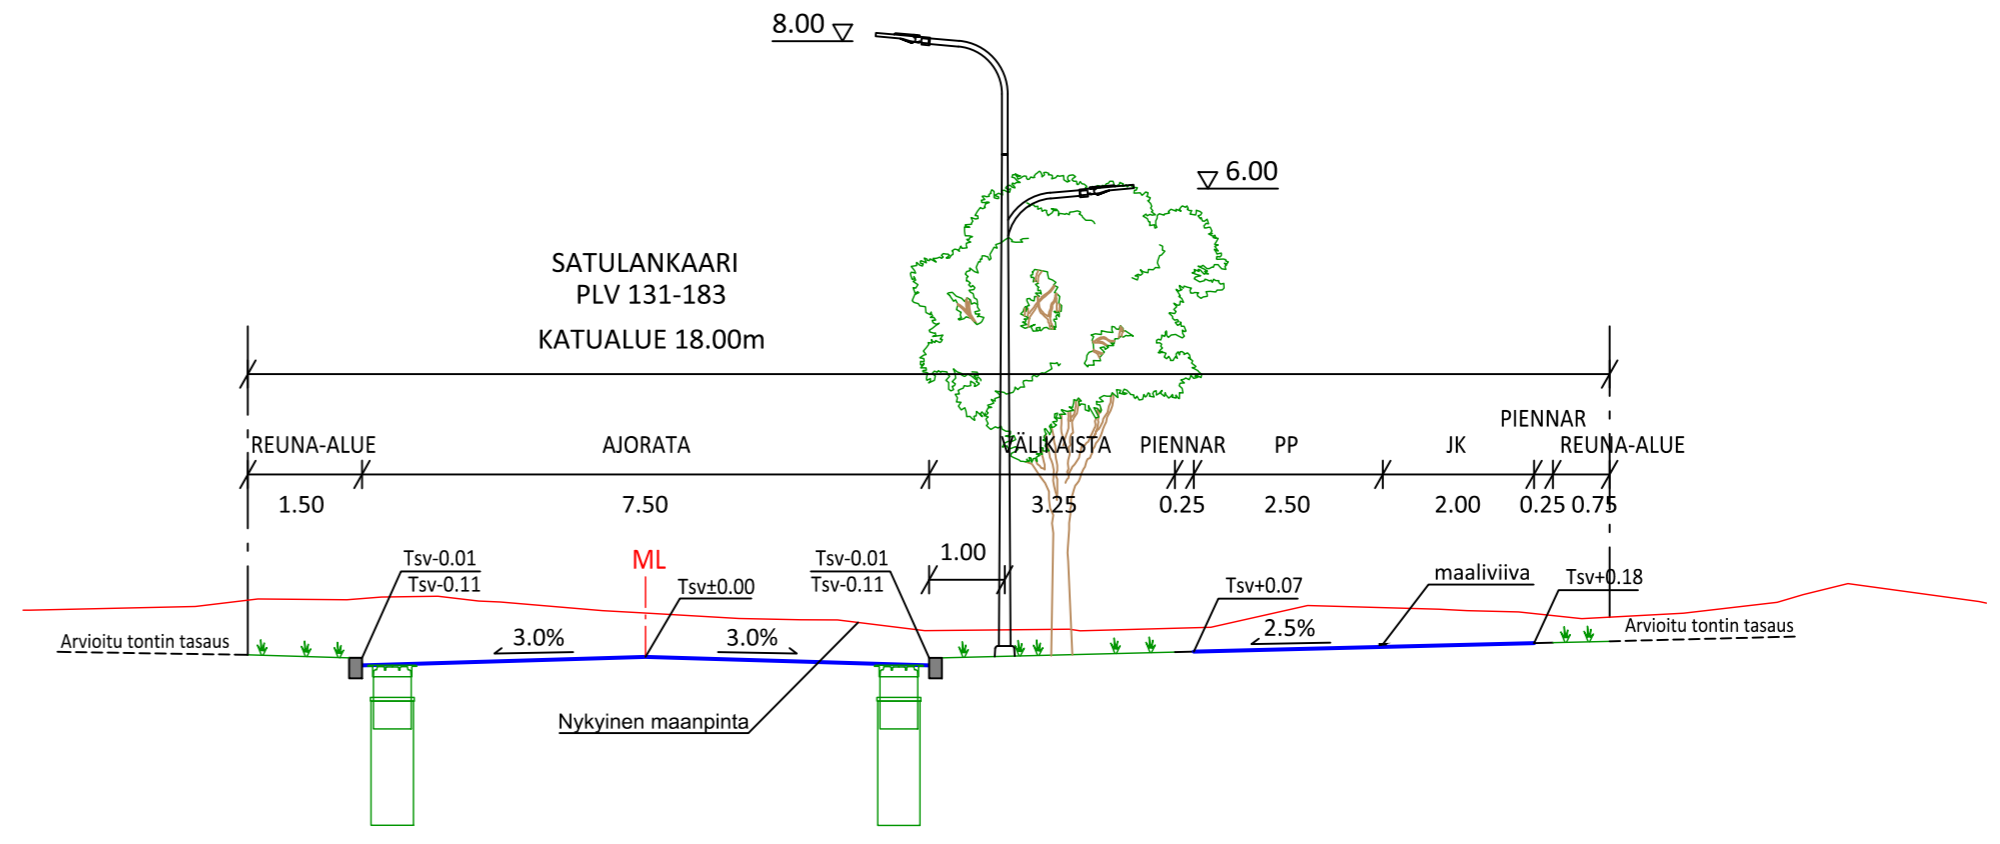 8.00
6.00
SATULANKAARI
PLV 131-183
KATUALUE 18.00m
PIENNAR
REUNA-ALUE AJORATA VÄLIKAISTA PIENNAR PP JK REUNA-ALUE
1.50 7.50 3.25 0.25 2.50 2.00 0.25 0.75
Tsv-0.01
Tsv-0.11
ML
Tsv±0.00
Tsv-0.01
Tsv-0.11
1.00
Tsv+0.07
maaliviiva
Tsv+0.18
Arvioitu tontin tasaus
3.0%
3.0%
2.5%
Arvioitu tontin tasaus
Nykyinen maanpinta